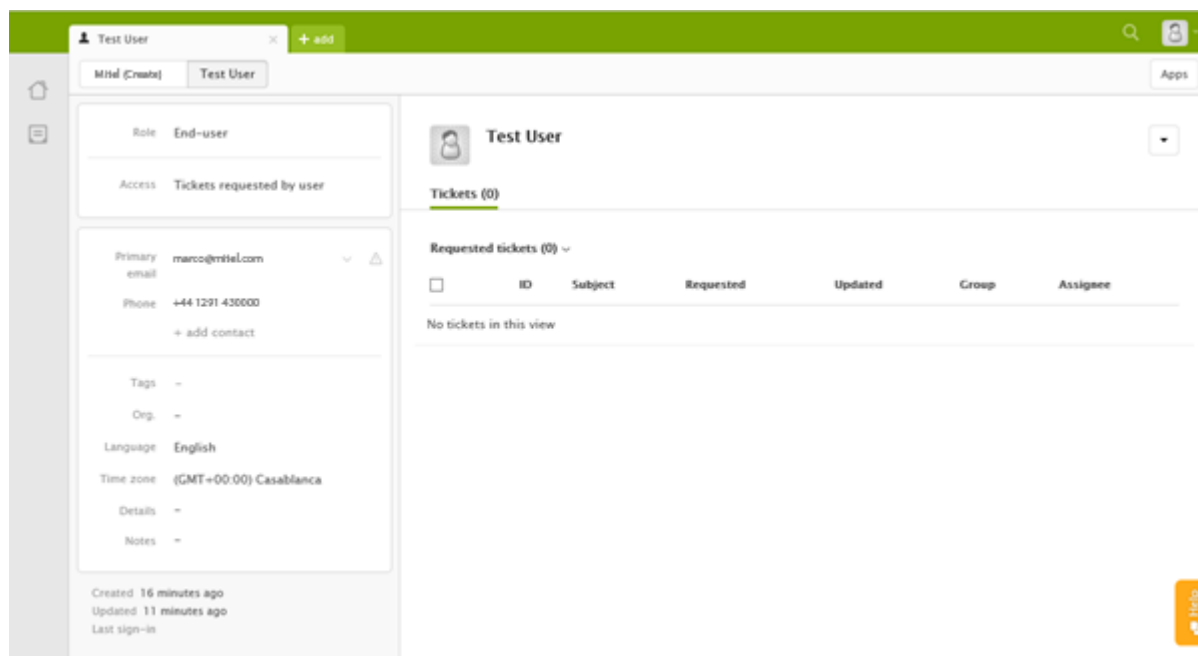 Test User × + add
Mitel (Create) Test User Apps
Role End-user
Access Tickets requested by user
Primary email marco@mitel.com
Phone +44 1291 430000
+ add contact
Tags -
Org. -
Language English
Time zone (GMT+00:00) Casablanca
Details -
Notes -
Created 16 minutes ago
Updated 11 minutes ago
Last sign-in
Test User
Tickets (0)
Requested tickets (0)
ID Subject Requested Updated Group Assignee
No tickets in this view
Help